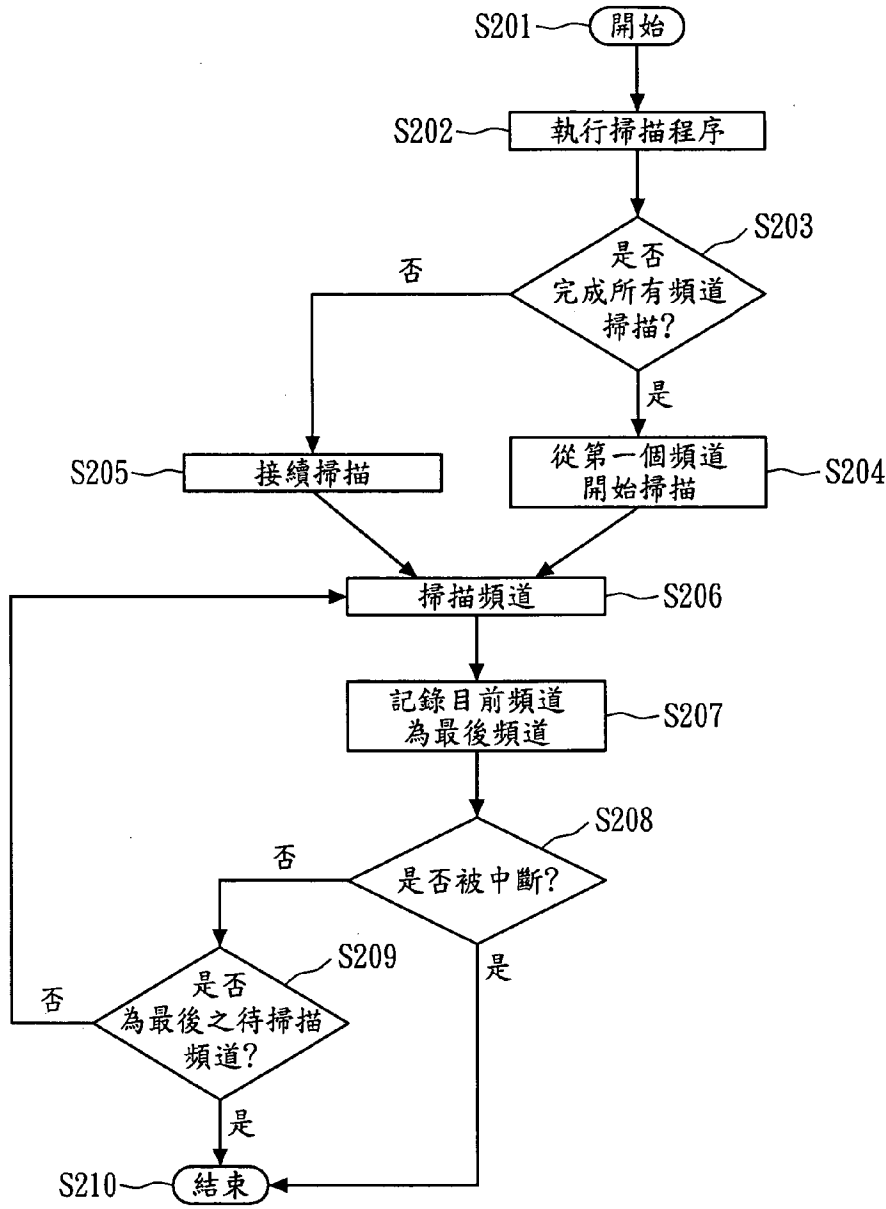 S201
開始
S202
執行掃描程序
S203
是否
完成所有頻道
掃描?
否
是
S205
接續掃描
從第一個頻道
開始掃描
S204
掃描頻道
S206
記錄目前頻道
為最後頻道
S207
S208
是否被中斷?
否
是
S209
是否
為最後之待掃描
頻道?
否
是
S210
結束